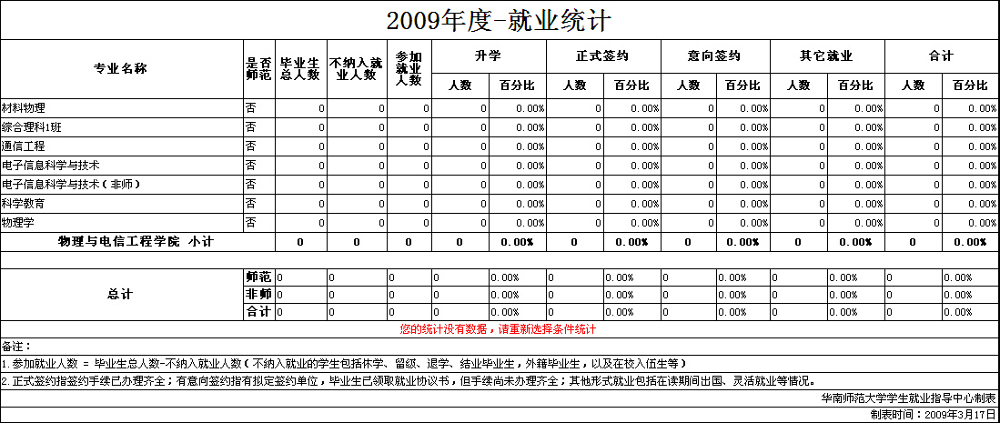 2009年度-就业统计
专业名称 是否师范 毕业生总人数 不纳入就业人数 参加就业人数 升学 正式签约 意向签约 其它就业 合计
人数 百分比 人数 百分比 人数 百分比 人数 百分比 人数 百分比
材料物理 否 0 0 0 0 0.00% 0 0.00% 0 0.00% 0 0.00% 0 0.00%
综合理科1班 否 0 0 0 0 0.00% 0 0.00% 0 0.00% 0 0.00% 0 0.00%
通信工程 否 0 0 0 0 0.00% 0 0.00% 0 0.00% 0 0.00% 0 0.00%
电子信息科学与技术 否 0 0 0 0 0.00% 0 0.00% 0 0.00% 0 0.00% 0 0.00%
电子信息科学与技术(非师) 否 0 0 0 0 0.00% 0 0.00% 0 0.00% 0 0.00% 0 0.00%
科学教育 否 0 0 0 0 0.00% 0 0.00% 0 0.00% 0 0.00% 0 0.00%
物理学 否 0 0 0 0 0.00% 0 0.00% 0 0.00% 0 0.00% 0 0.00%
物理与电信工程学院 小计 0 0 0 0 0.00% 0 0.00% 0 0.00% 0 0.00% 0 0.00%
总计 师范 0 0 0 0 0.00% 0 0.00% 0 0.00% 0 0.00% 0 0.00%
非师 0 0 0 0 0.00% 0 0.00% 0 0.00% 0 0.00% 0 0.00%
合计 0 0 0 0 0.00% 0 0.00% 0 0.00% 0 0.00% 0 0.00%
您的统计没有数据，请重新选择条件统计
备注：
1.参加就业人数 = 毕业生总人数-不纳入就业人数(不纳入就业的学生包括休学、留级、退学、结业毕业生，外籍毕业生，以及在校入伍生等)
2.正式签约指签约手续已办理齐全；有意向签约指有拟定签约单位，毕业生已领取就业协议书，但手续尚未办理齐全；其他形式就业包括在读期间出国、灵活就业等情况。
华南师范大学学生就业指导中心制表
制表时间：2009年3月17日